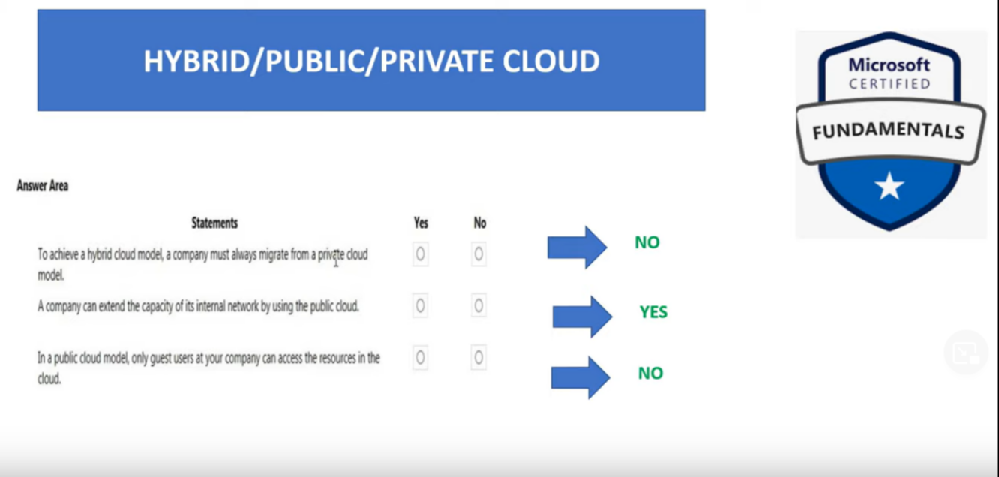 HYBRID/PUBLIC/PRIVATE CLOUD
Microsoft
CERTIFIED
FUNDAMENTALS
Answer Area
Statements Yes No
To achieve a hybrid cloud model, a company must always migrate from a private cloud
model.
NO
A company can extend the capacity of its internal network by using the public cloud.
YES
In a public cloud model, only guest users at your company can access the resources in the
cloud.
NO